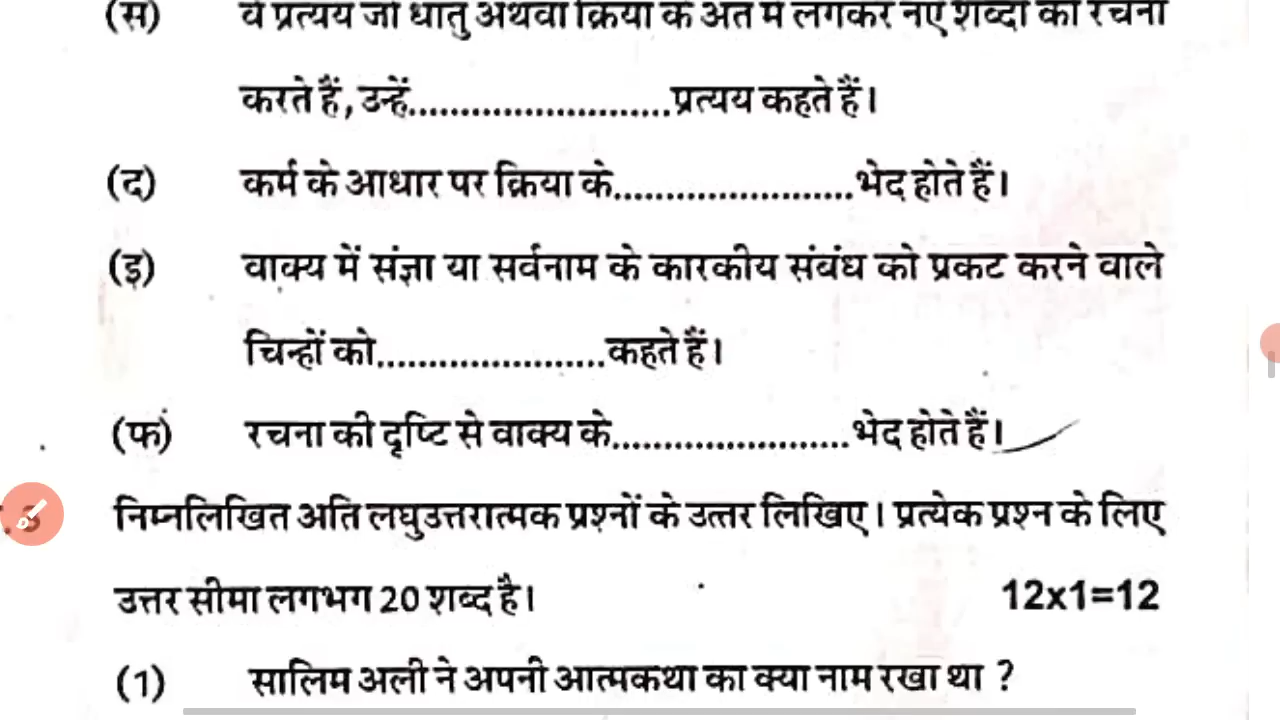 (स) वे प्रत्यय जो धातु अथवा क्रिया के अंत में लगकर नए शब्दों की रचना
करते हैं, उन्हें.........................प्रत्यय कहते हैं।
(द) कर्म के आधार पर क्रिया के.......................भेद होते हैं।
(इ) वाक्य में संज्ञा या सर्वनाम के कारकीय संबंध को प्रकट करने वाले
चिन्हों को......................कहते हैं।
(फ) रचना की दृष्टि से वाक्य के.......................भेद होते हैं।
निम्नलिखित अति लघुउत्तरात्मक प्रश्नों के उत्तर लिखिए। प्रत्येक प्रश्न के लिए
उत्तर सीमा लगभग 20 शब्द है। 12x1=12
(1) सालिम अली ने अपनी आत्मकथा का क्या नाम रखा था ?